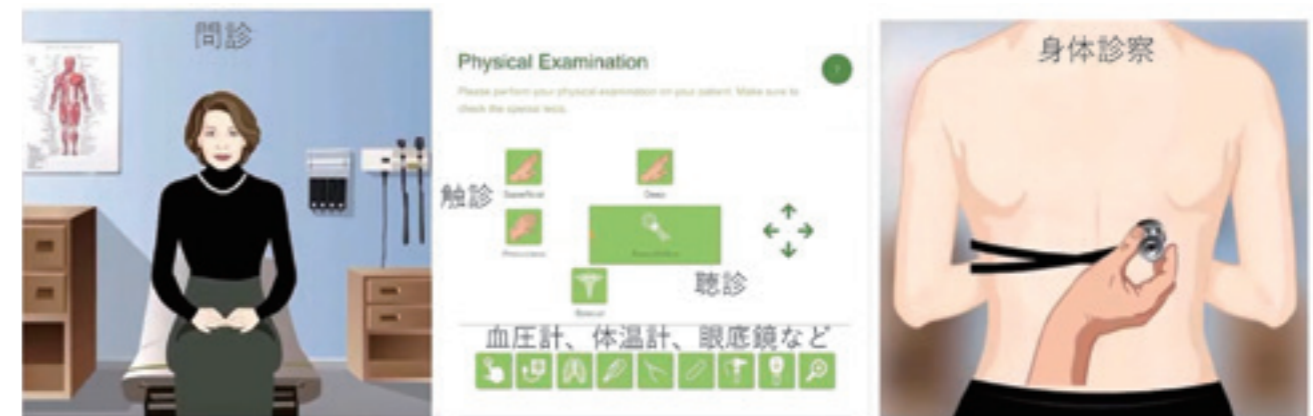 問診
Physical Examination
Please perform your physical examination on your patient. Make sure to
check the special tests.
触診
Superficial
Deep
Percussion
聴診
Special
血圧計、体温計、眼底鏡など
身体診察